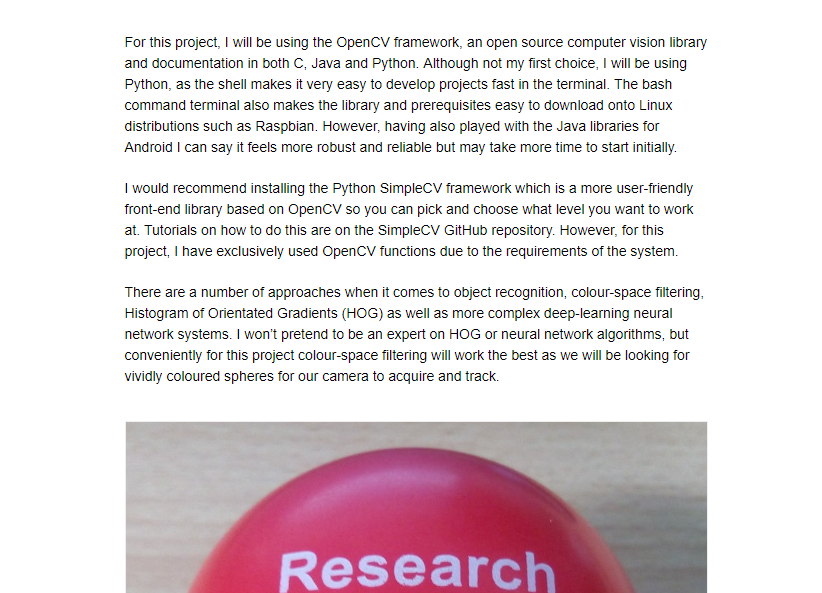 For this project, I will be using the OpenCV framework, an open source computer vision library
and documentation in both C, Java and Python. Although not my first choice, I will be using
Python, as the shell makes it very easy to develop projects fast in the terminal. The bash
command terminal also makes the library and prerequisites easy to download onto Linux
distributions such as Raspbian. However, having also played with the Java libraries for
Android I can say it feels more robust and reliable but may take more time to start initially.
I would recommend installing the Python SimpleCV framework which is a more user-friendly
front-end library based on OpenCV so you can pick and choose what level you want to work
at. Tutorials on how to do this are on the SimpleCV GitHub repository. However, for this
project, I have exclusively used OpenCV functions due to the requirements of the system.
There are a number of approaches when it comes to object recognition, colour-space filtering,
Histogram of Orientated Gradients (HOG) as well as more complex deep-learning neural
network systems. I won’t pretend to be an expert on HOG or neural network algorithms, but
conveniently for this project colour-space filtering will work the best as we will be looking for
vividly coloured spheres for our camera to acquire and track.
Research